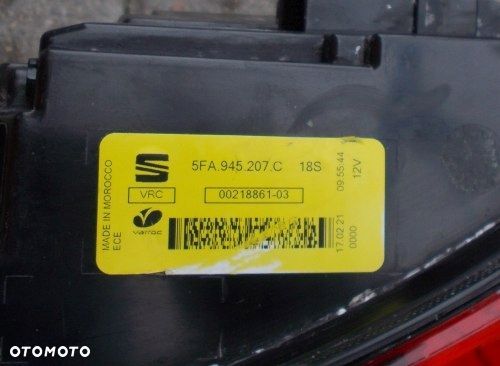 5FA.945.207.C 18S
VRC
00218861-03
varroc
MADE IN MOROCCO
ECE
17.02.21 09:55:44
0000 12V
OTOMOTO